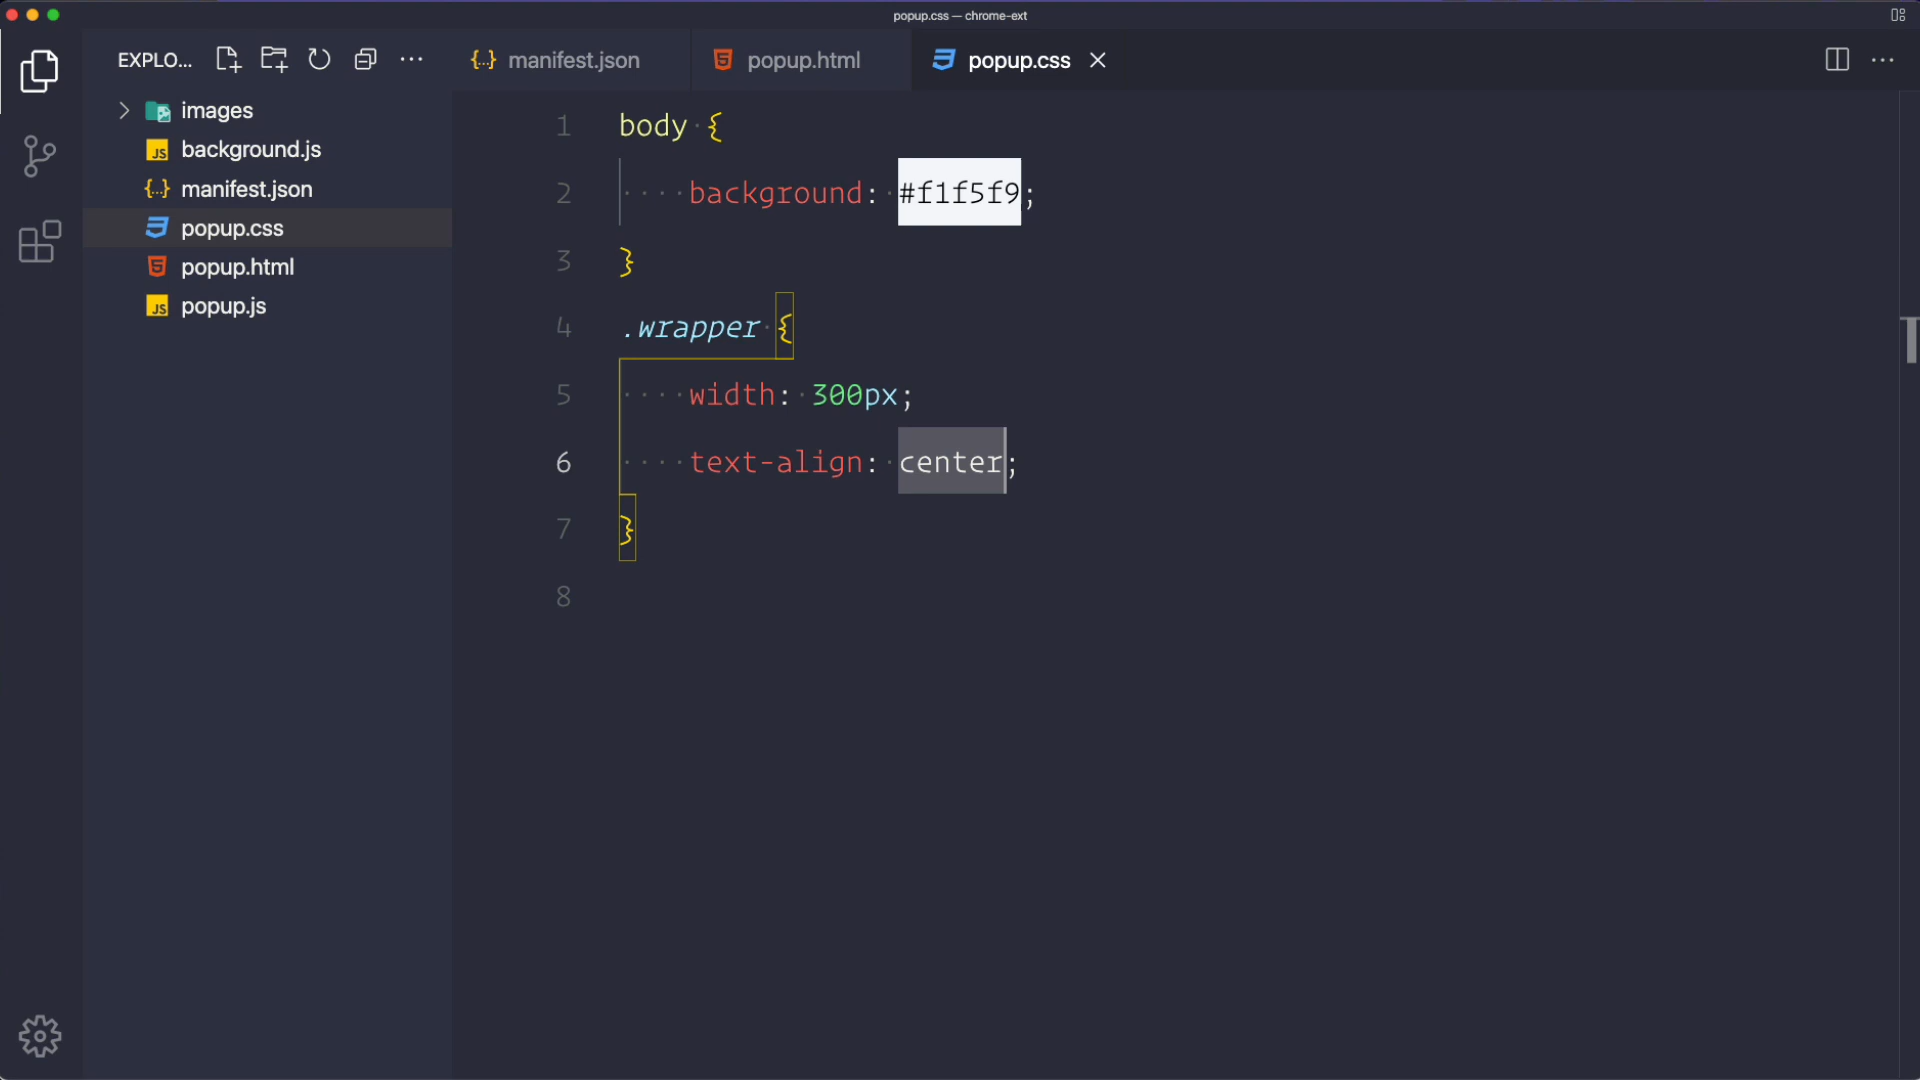 popup.css — chrome-ext
EXPLO...
manifest.json
popup.html
popup.css
images
background.js
manifest.json
popup.css
popup.html
popup.js
1 body {
2 background: #f1f5f9;
3 }
4 .wrapper {
5 width: 300px;
6 text-align: center;
7 }
8